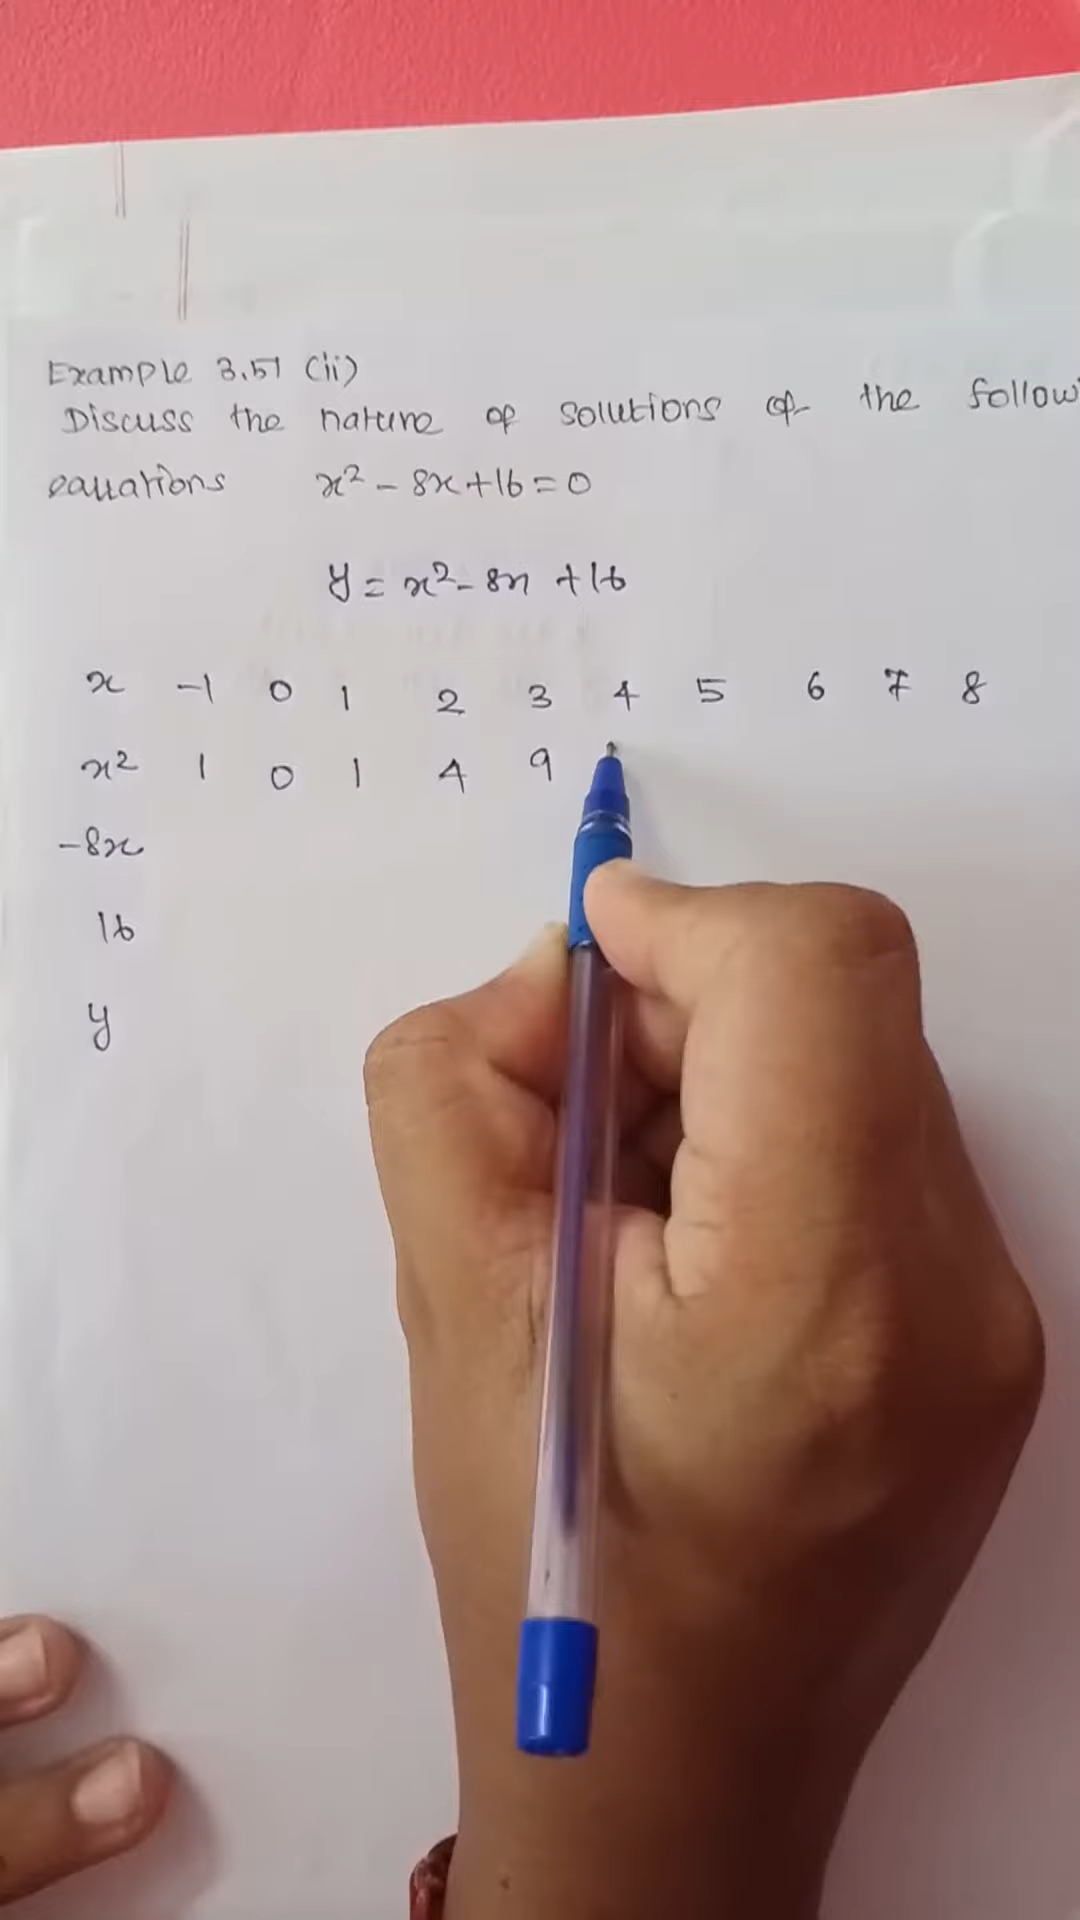 Example 3.51 (ii)
Discuss the nature of solutions of the follow
equations x² - 8x + 16 = 0
y = x² - 8x + 16
x -1 0 1 2 3 4 5 6 7 8
x² 1 0 1 4 9
-8x
16
y